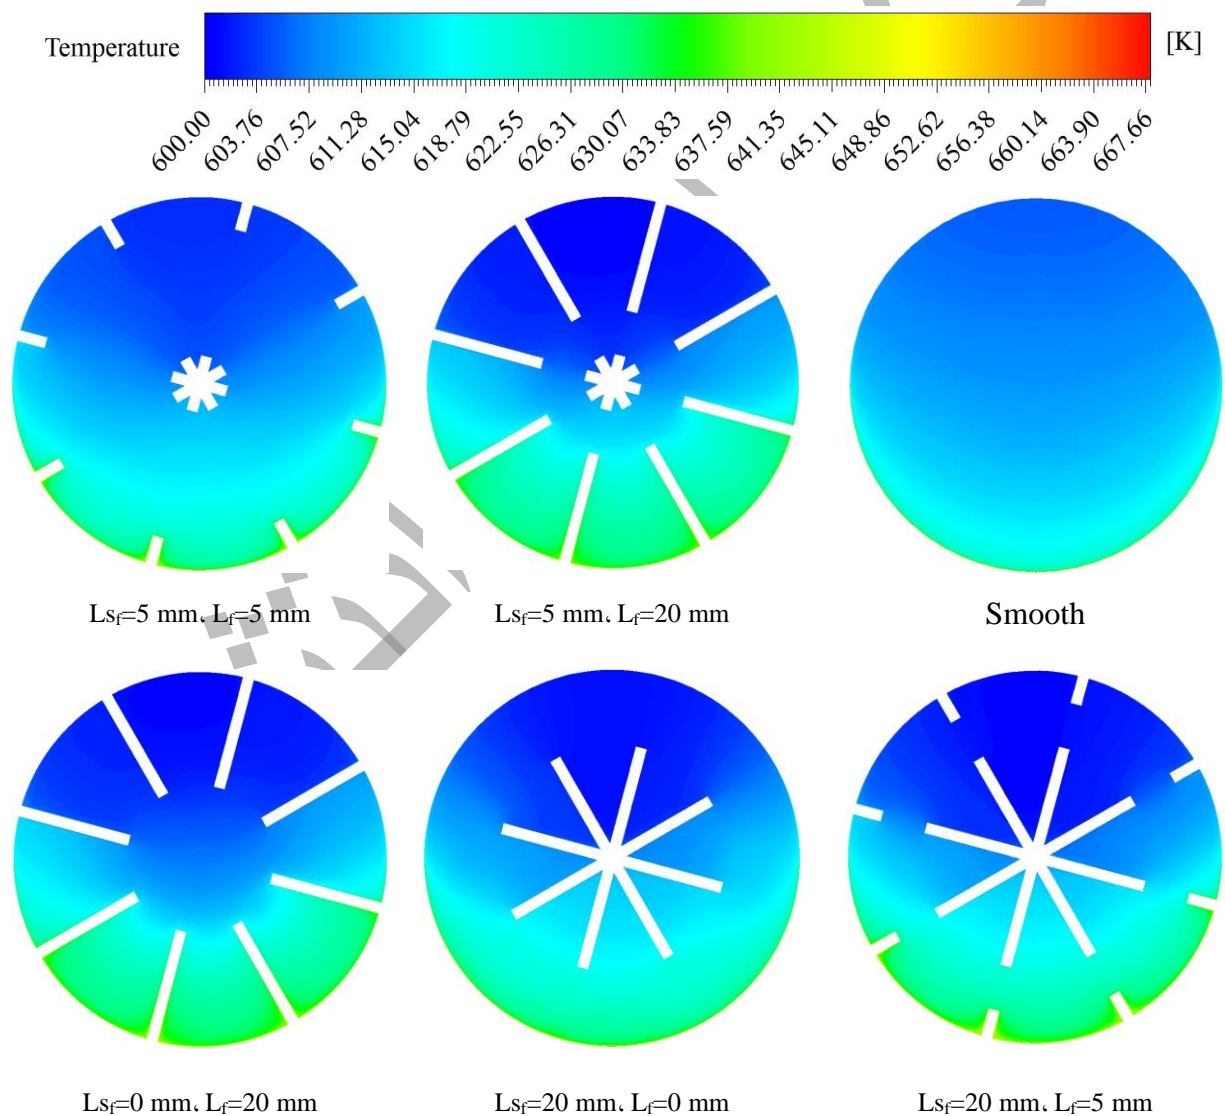 Temperature
[K]
600.00 603.76 607.52 611.28 615.04 618.79 622.55 626.31 630.07 633.83 637.59 641.35 645.11 648.86 652.62 656.38 660.14 663.90 667.66
Lsf=5 mm، Lf=5 mm
Lsf=5 mm، Lf=20 mm
Smooth
Lsf=0 mm، Lf=20 mm
Lsf=20 mm، Lf=0 mm
Lsf=20 mm، Lf=5 mm